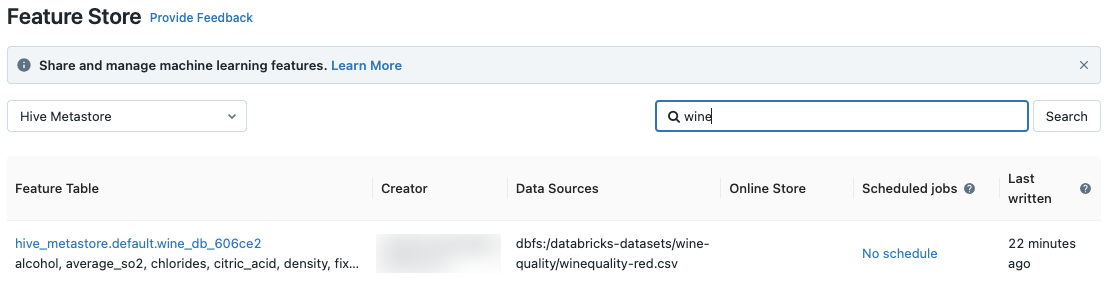 Feature Store Provide Feedback
Share and manage machine learning features. Learn More
Hive Metastore
wine
Search
Feature Table
Creator
Data Sources
Online Store
Scheduled jobs
Last
written
hive_metastore.default.wine_db_606ce2
alcohol, average_so2, chlorides, citric_acid, density, fix...
dbfs:/databricks-datasets/wine-
quality/winequality-red.csv
No schedule
22 minutes
ago